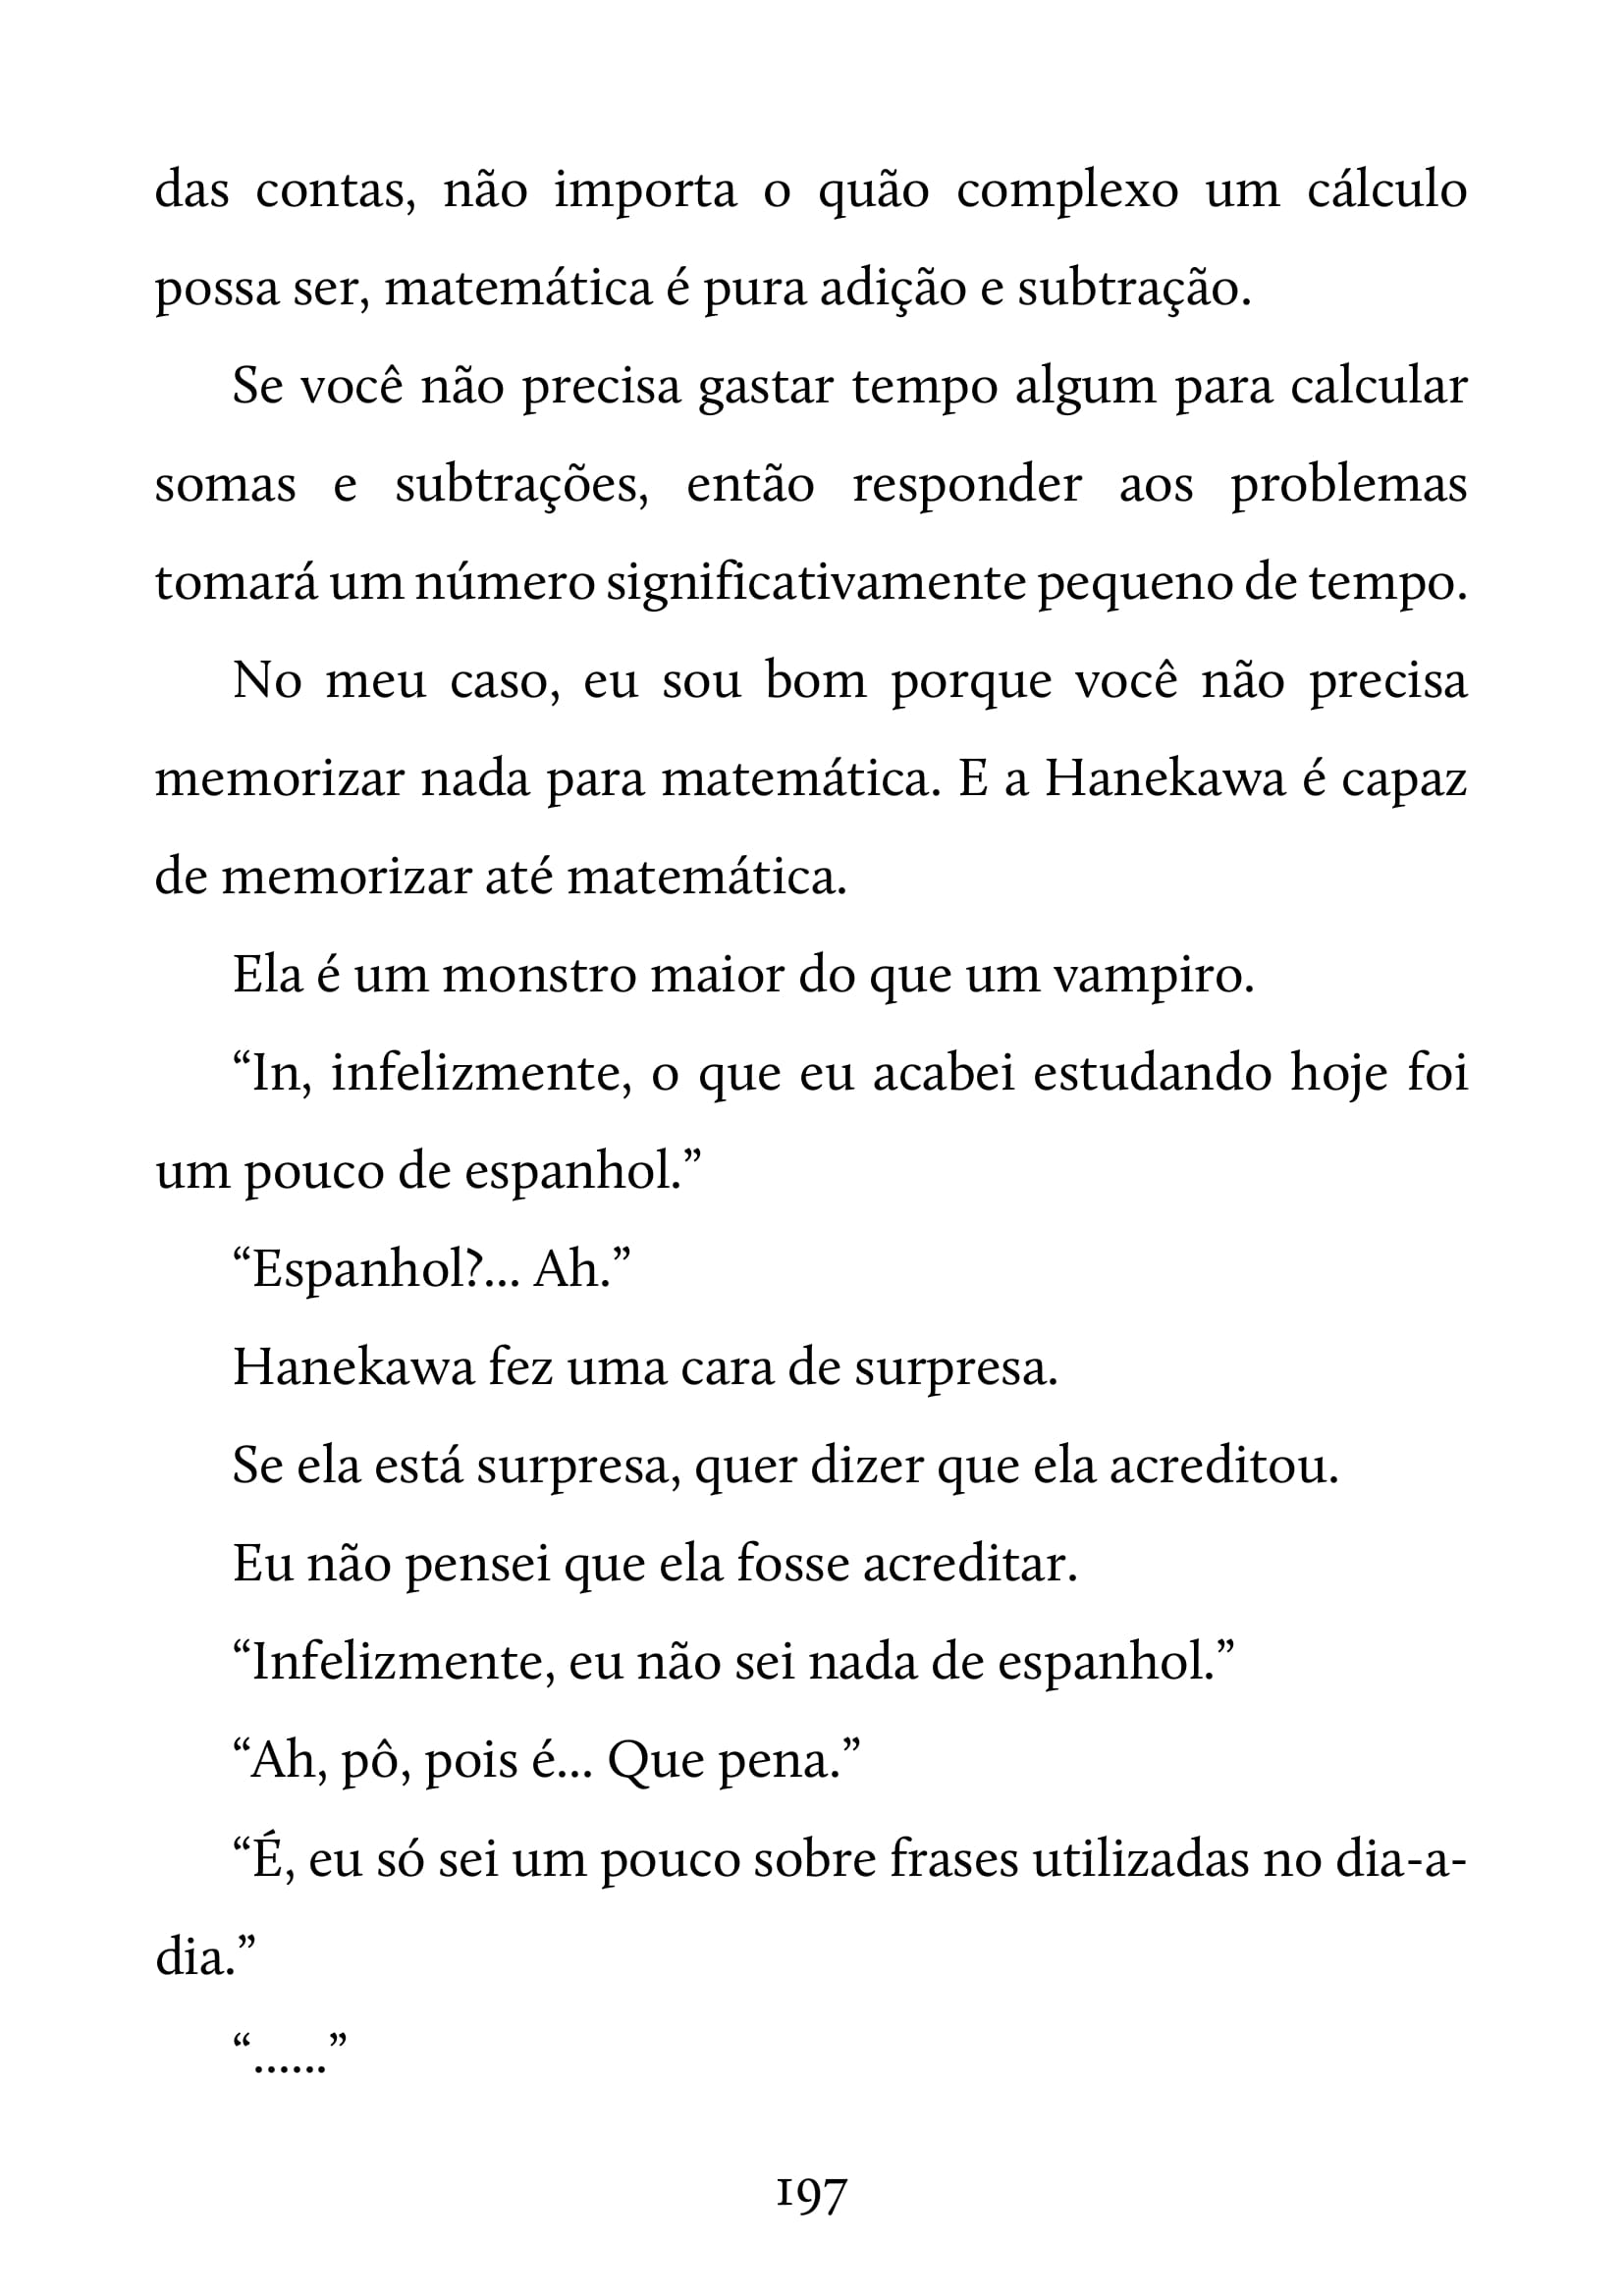 das contas, não importa o quão complexo um cálculo
possa ser, matemática é pura adição e subtração.
Se você não precisa gastar tempo algum para calcular
somas e subtrações, então responder aos problemas
tomará um número significativamente pequeno de tempo.
No meu caso, eu sou bom porque você não precisa
memorizar nada para matemática. E a Hanekawa é capaz
de memorizar até matemática.
Ela é um monstro maior do que um vampiro.
“In, infelizmente, o que eu acabei estudando hoje foi
um pouco de espanhol.”
“Espanhol?... Ah.”
Hanekawa fez uma cara de surpresa.
Se ela está surpresa, quer dizer que ela acreditou.
Eu não pensei que ela fosse acreditar.
“Infelizmente, eu não sei nada de espanhol.”
“Ah, pô, pois é... Que pena.”
“É, eu só sei um pouco sobre frases utilizadas no dia-a-
dia.”
“......”
197